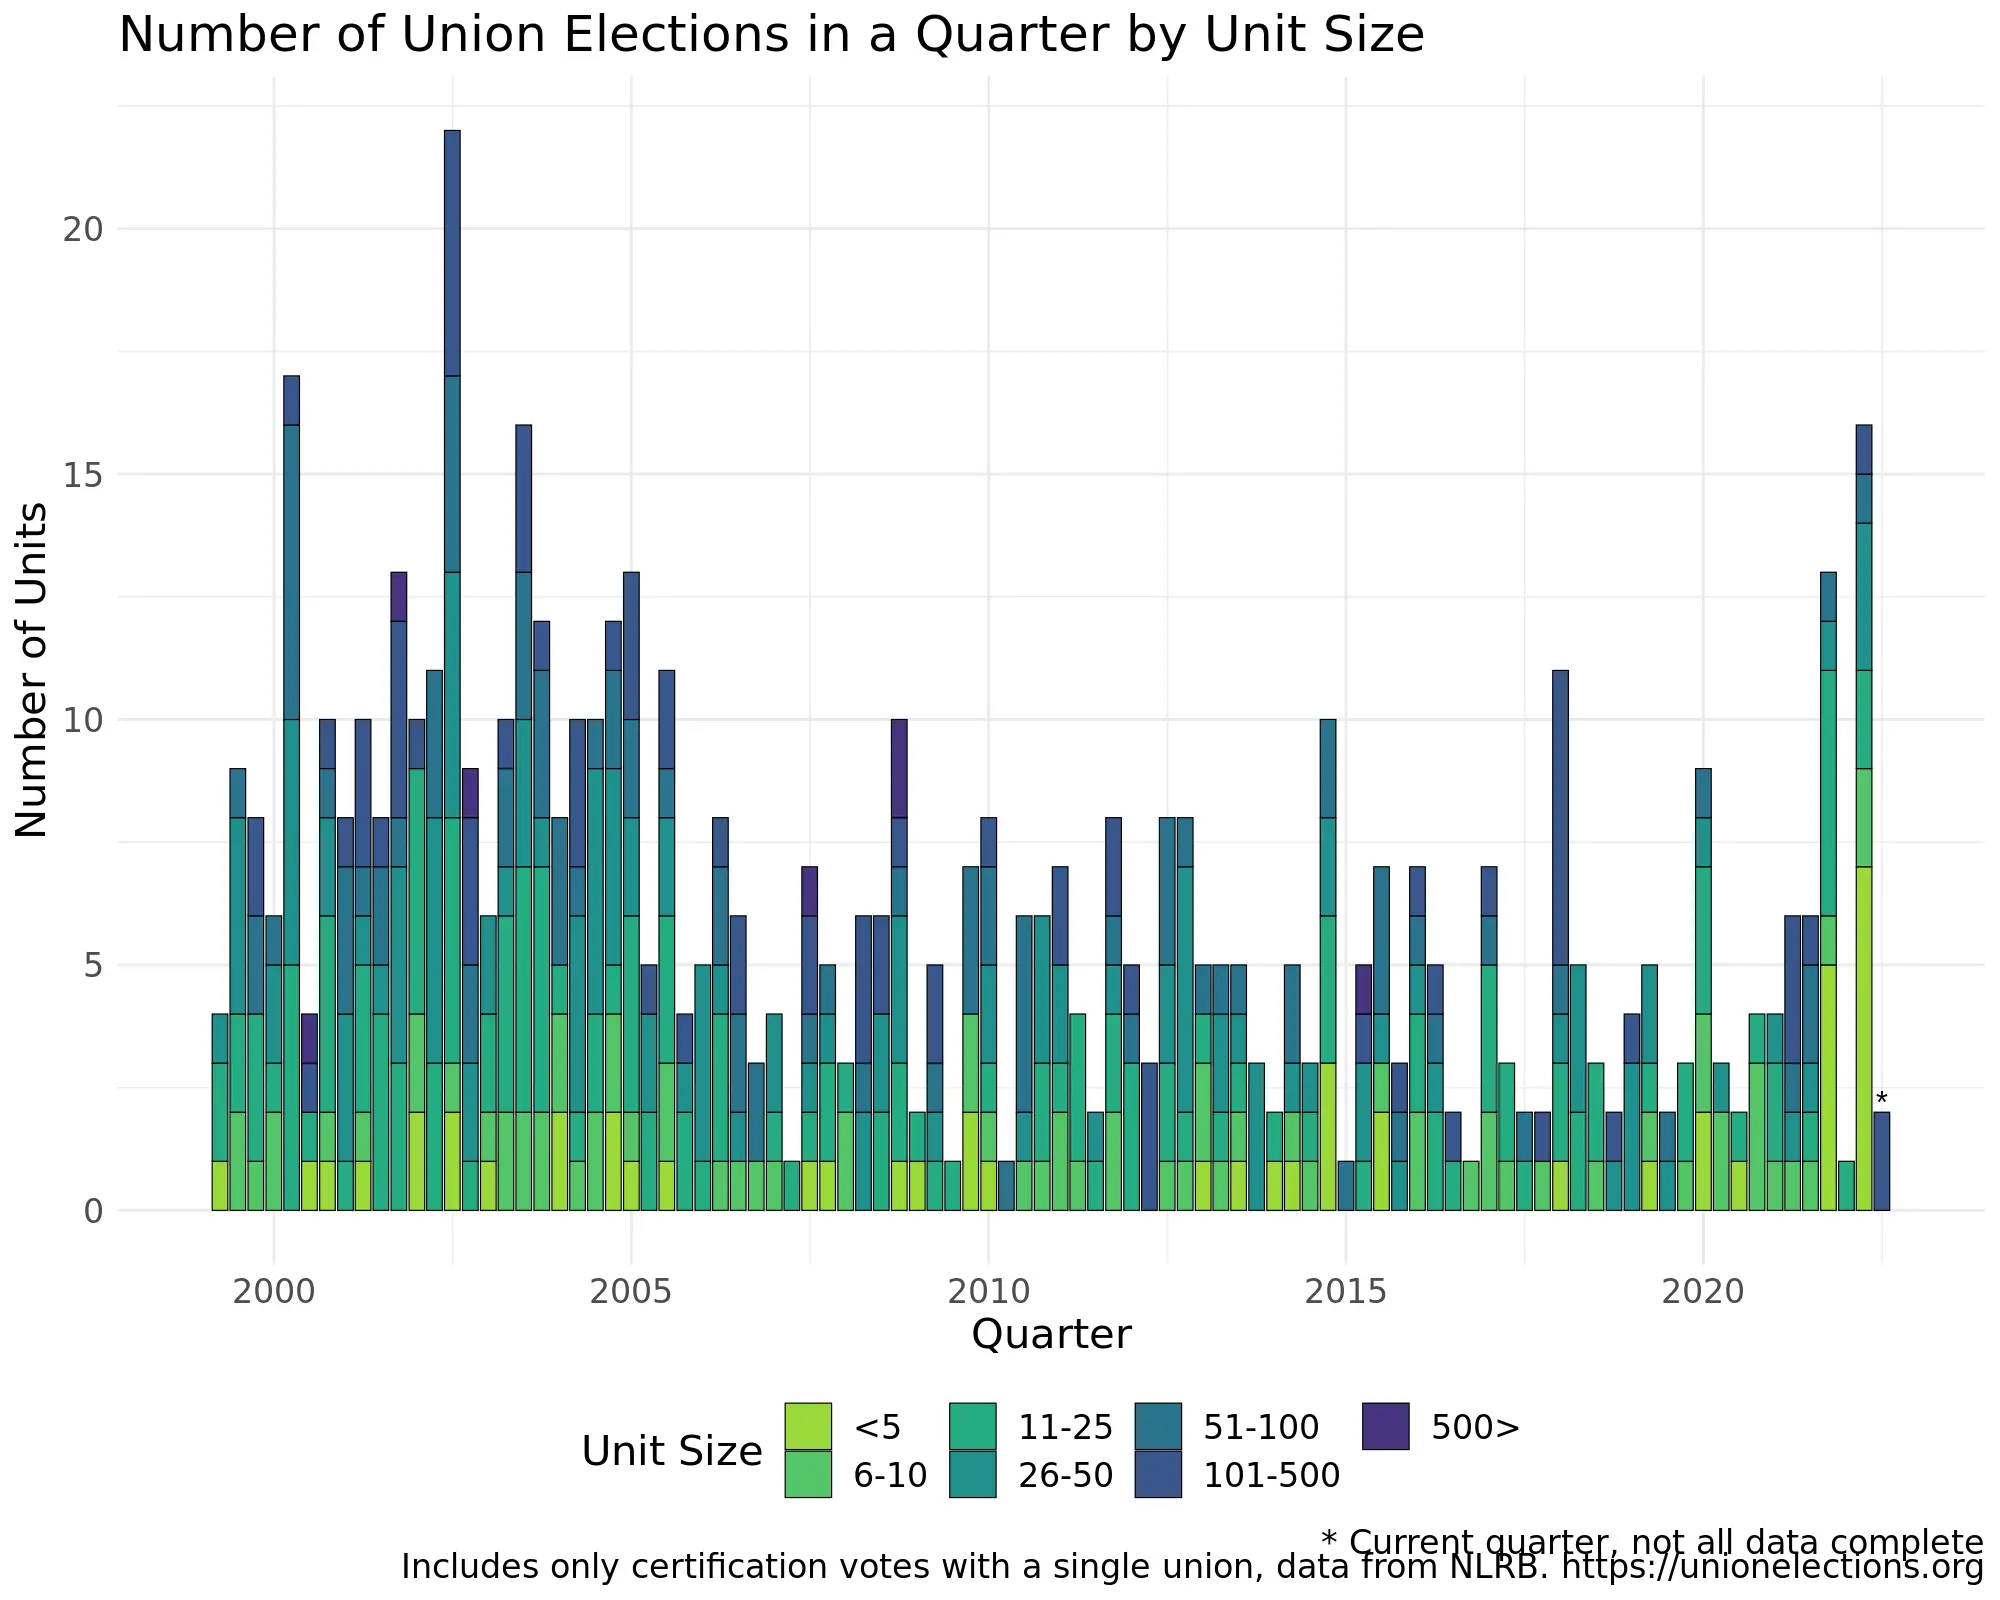 Number of Union Elections in a Quarter by Unit Size
Number of Units
20
15
10
5
0
*
2000 2005 2010 2015 2020
Quarter
Unit Size
<5 11-25 51-100 500>
6-10 26-50 101-500
* Current quarter, not all data complete
Includes only certification votes with a single union, data from NLRB. https://unionelections.org